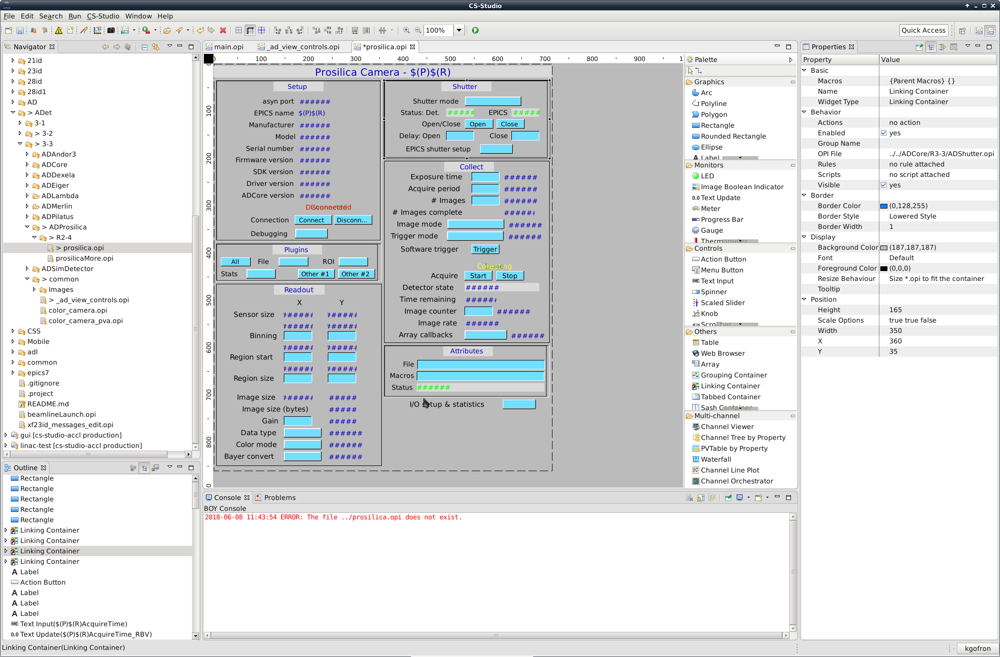 CS-Studio
File Edit Search Run CS-Studio Window Help
100%
Quick Access
Navigator
21id
23id
28id
28id1
AD
> ADet
3-1
> 3-2
> 3-3
ADAndor3
ADCore
ADDexela
ADEiger
ADLambda
ADMerlin
ADPilatus
> ADProsilica
> R2-4
> prosilica.opi
prosilicaMore.opi
ADSimDetector
> common
Images
> _ad_view_controls.opi
color_camera.opi
color_camera_pva.opi
CSS
Mobile
adl
common
epics7
.gitignore
.project
README.md
beamlineLaunch.opi
xf23id_messages_edit.opi
gui [cs-studio-accl production]
linac-test [cs-studio-accl production]
Outline
Rectangle
Rectangle
Rectangle
Rectangle
Rectangle
Linking Container
Linking Container
Linking Container
Linking Container
Label
Action Button
Label
Label
Label
Text Input($(P)$(R)AcquireTime)
0.0 Text Update($(P)$(R)AcquireTime_RBV)
Linking Container(Linking Container)
main.opi _ad_view_controls.opi *prosilica.opi
100 200 300 400 500 600 700 800 900 1
100
200
300
400
500
600
700
800
0
Prosilica Camera - $(P)$(R)
Setup
asyn port ######
EPICS name $(P)$(R)
Manufacturer ######
Model ######
Serial number ######
Firmware version ######
SDK version ######
Driver version ######
ADCore version ######
Disconnected
Connection Connect Disconn...
Debugging
Plugins
All File ROI
Stats Other #1 Other #2
Readout
X Y
Sensor size ###### ######
###### ######
Binning
###### ######
Region start
###### ######
Region size
Image size ###### #####
Image size (bytes) #####
Gain #####
Data type ######
Color mode ######
Bayer convert ######
Shutter
Shutter mode
Status: Det. ##### EPICS #####
Open/Close Open Close
Delay: Open Close
EPICS shutter setup
Collect
Exposure time ######
Acquire period ######
# Images ######
# Images complete ######
Image mode ######
Trigger mode ######
Software trigger Trigger
Collecting
Acquire Start Stop
Detector state ######
Time remaining ######
Image counter ######
Image rate ######
Array callbacks ######
Attributes
File
Macros
Status ######
I/O setup & statistics
Palette
Graphics
Arc
Polyline
Polygon
Rectangle
Rounded Rectangle
Ellipse
Label
Monitors
LED
Image Boolean Indicator
0.0 Text Update
Meter
Progress Bar
Gauge
Thermometer
Controls
Action Button
Menu Button
Text Input
Spinner
Scaled Slider
Knob
Scrollbar
Others
Table
Web Browser
Array
Grouping Container
Linking Container
Tabbed Container
Sash Container
Multi-channel
Channel Viewer
Channel Tree by Property
PVTable by Property
Waterfall
Channel Line Plot
Channel Orchestrator
Console Problems
BOY Console
2018-06-08 11:43:54 ERROR: The file ../prosilica.opi does not exist.
Properties
Property Value
Basic
Macros {Parent Macros} {}
Name Linking Container
Widget Type Linking Container
Behavior
Actions no action
Enabled yes
Group Name
OPI File ../../ADCore/R3-3/ADShutter.opi
Rules no rule attached
Scripts no script attached
Visible yes
Border
Border Color (0,128,255)
Border Style Lowered Style
Border Width 1
Display
Background Color (187,187,187)
Font Default
Foreground Color (0,0,0)
Resize Behaviour Size *.opi to fit the container
Tooltip
Position
Height 165
Scale Options true true false
Width 350
X 360
Y 35
kgofron